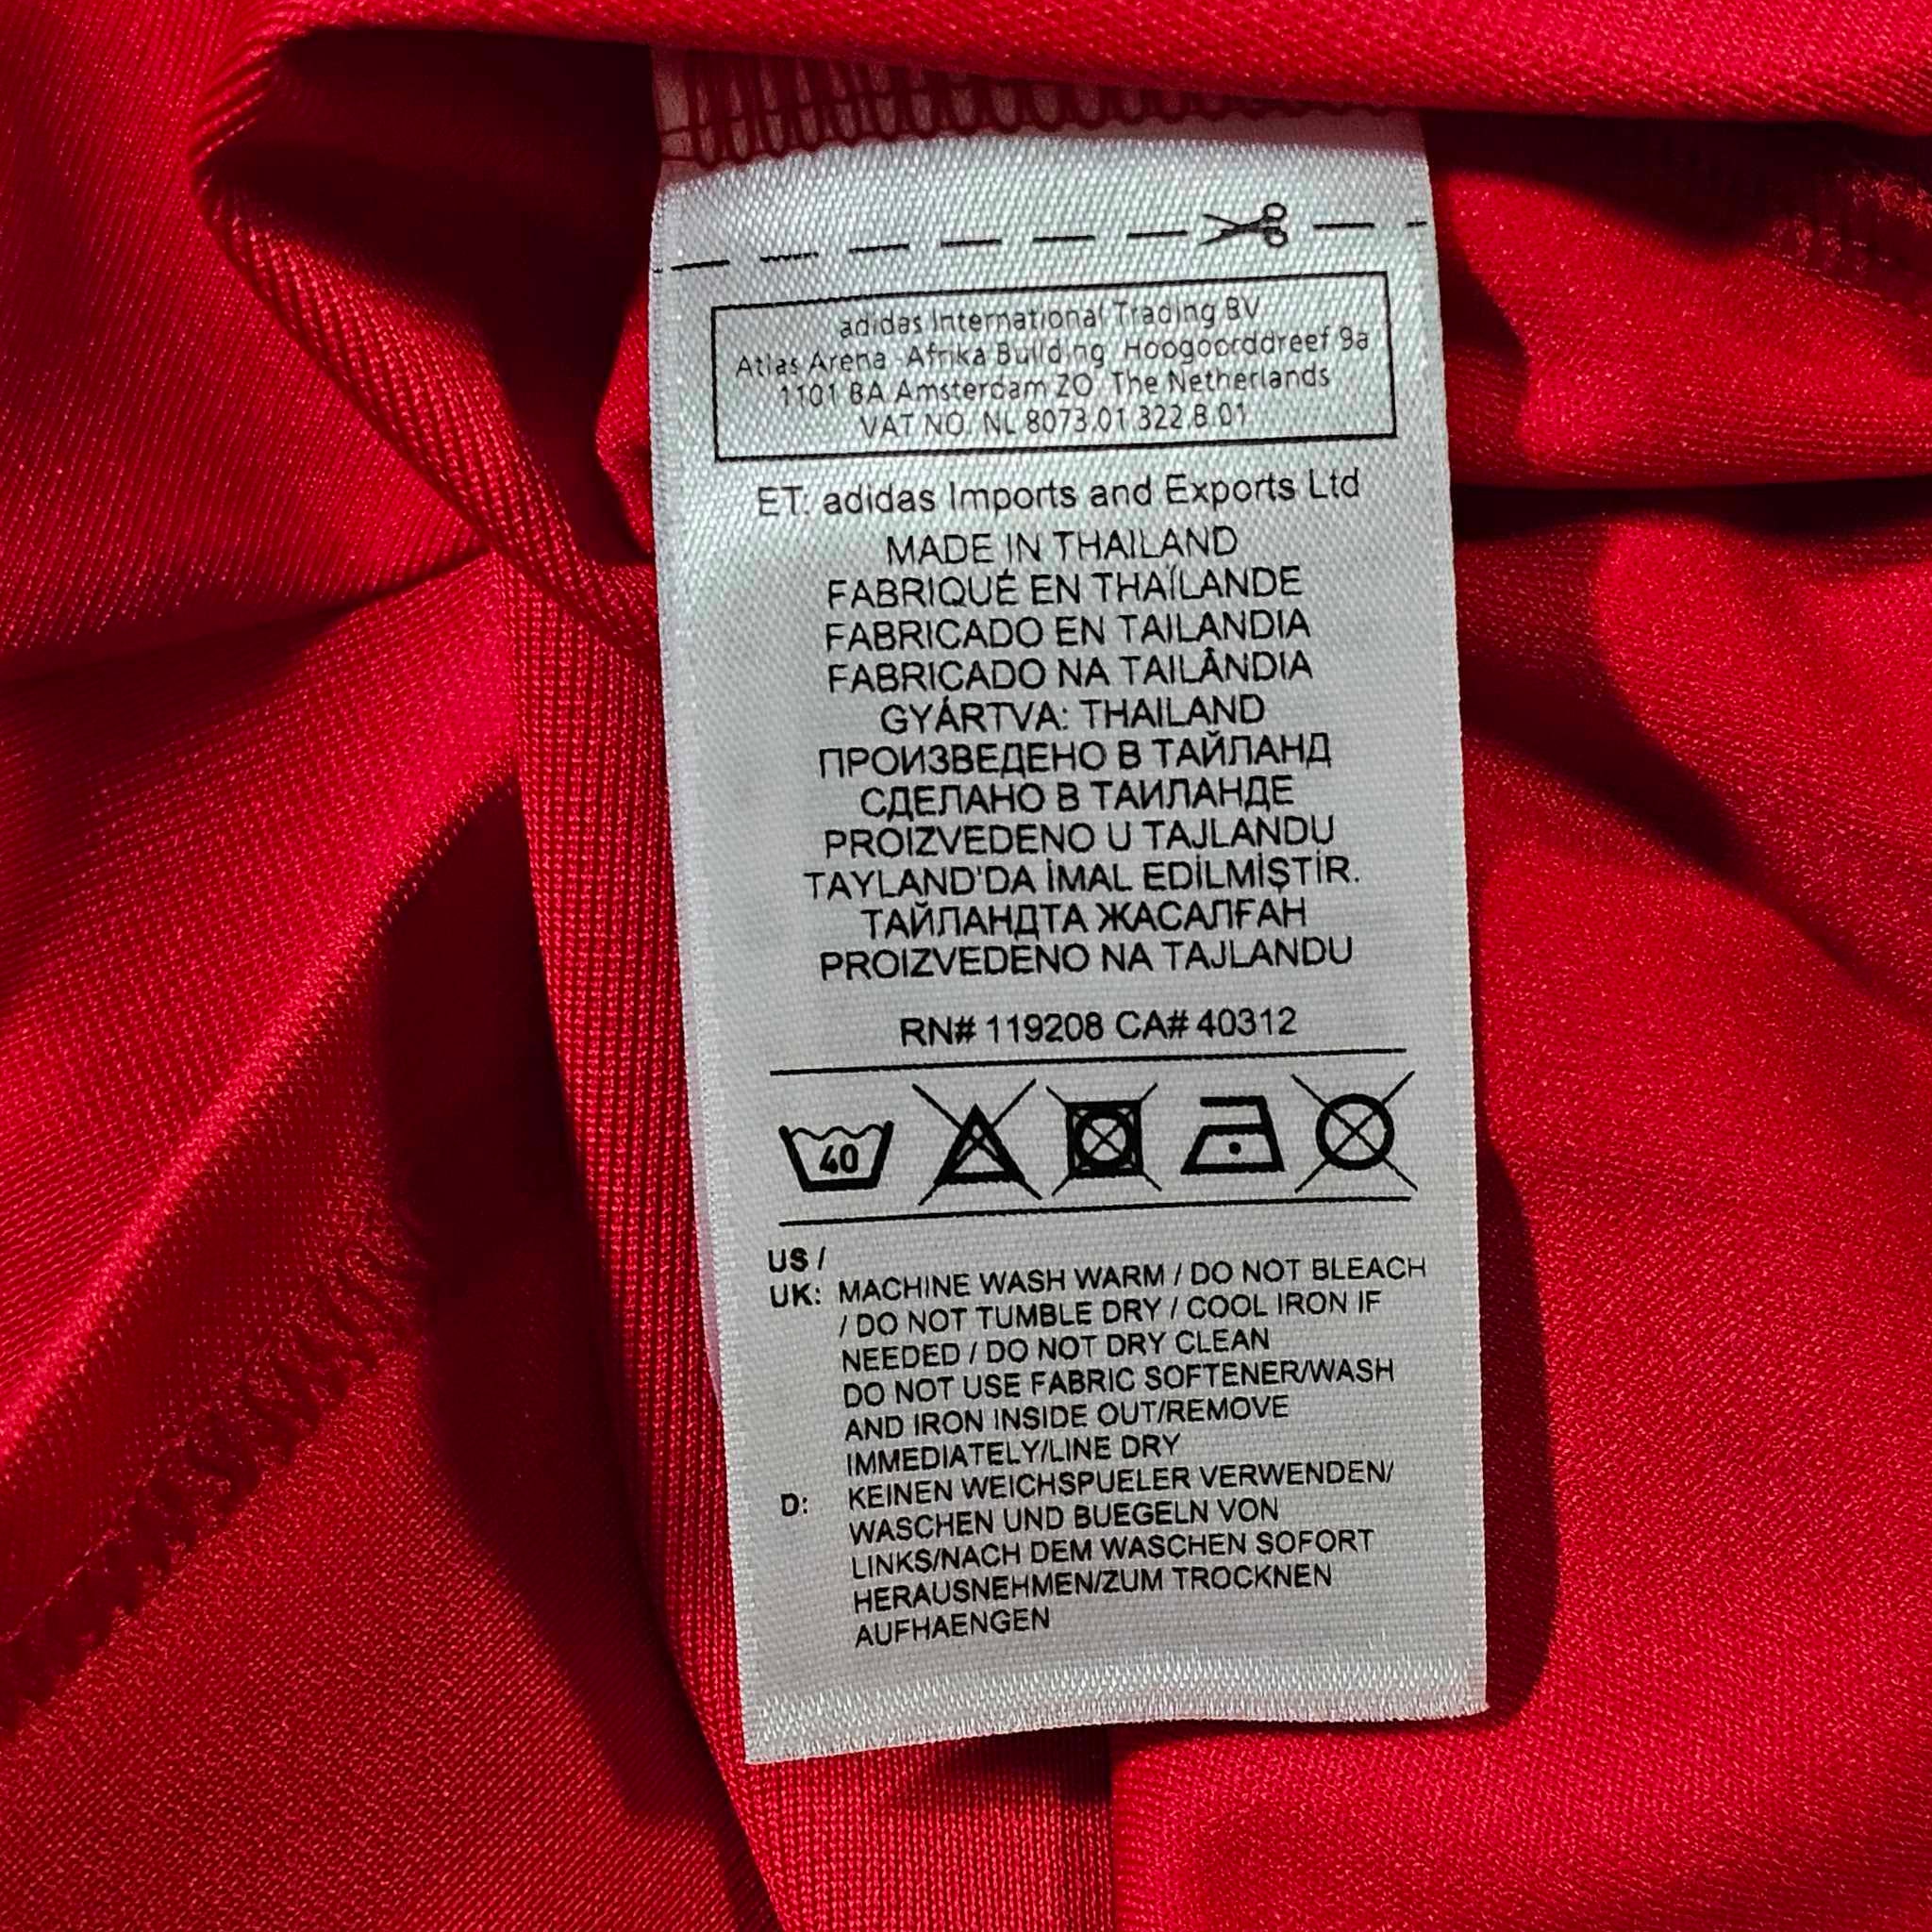 adidas International Trading BV
Atlas Arena -Afrika Building, Hoogoorddreef 9a
1101 BA Amsterdam ZO, The Netherlands
VAT NO. NL 8073.01.322.B.01.
ET: adidas Imports and Exports Ltd
MADE IN THAILAND
FABRIQUÉ EN THAÏLANDE
FABRICADO EN TAILANDIA
FABRICADO NA TAILÂNDIA
GYÁRTVA: THAILAND
ПРОИЗВЕДЕНО В ТАЙЛАНД
СДЕЛАНО В ТАИЛАНДЕ
PROIZVEDENO U TAJLANDU
TAYLAND'DA İMAL EDİLMİŞTİR.
ТАЙЛАНДТА ЖАСАЛҒАН
PROIZVEDENO NA TAJLANDU
RN# 119208 CA# 40312
40
US /
UK: MACHINE WASH WARM / DO NOT BLEACH
/ DO NOT TUMBLE DRY / COOL IRON IF
NEEDED / DO NOT DRY CLEAN
DO NOT USE FABRIC SOFTENER/WASH
AND IRON INSIDE OUT/REMOVE
IMMEDIATELY/LINE DRY
D: KEINEN WEICHSPUELER VERWENDEN/
WASCHEN UND BUEGELN VON
LINKS/NACH DEM WASCHEN SOFORT
HERAUSNEHMEN/ZUM TROCKNEN
AUFHAENGEN